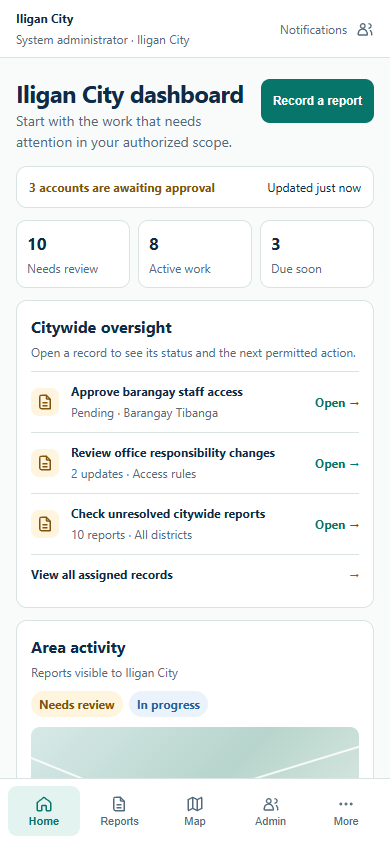 Iligan City
System administrator · Iligan City
Notifications
Iligan City dashboard
Start with the work that needs
attention in your authorized scope.
Record a report
3 accounts are awaiting approval
Updated just now
10
Needs review
8
Active work
3
Due soon
Citywide oversight
Open a record to see its status and the next permitted action.
Approve barangay staff access
Pending · Barangay Tibanga
Open →
Review office responsibility changes
2 updates · Access rules
Open →
Check unresolved citywide reports
10 reports · All districts
Open →
View all assigned records →
Area activity
Reports visible to Iligan City
Needs review
In progress
Home
Reports
Map
Admin
More